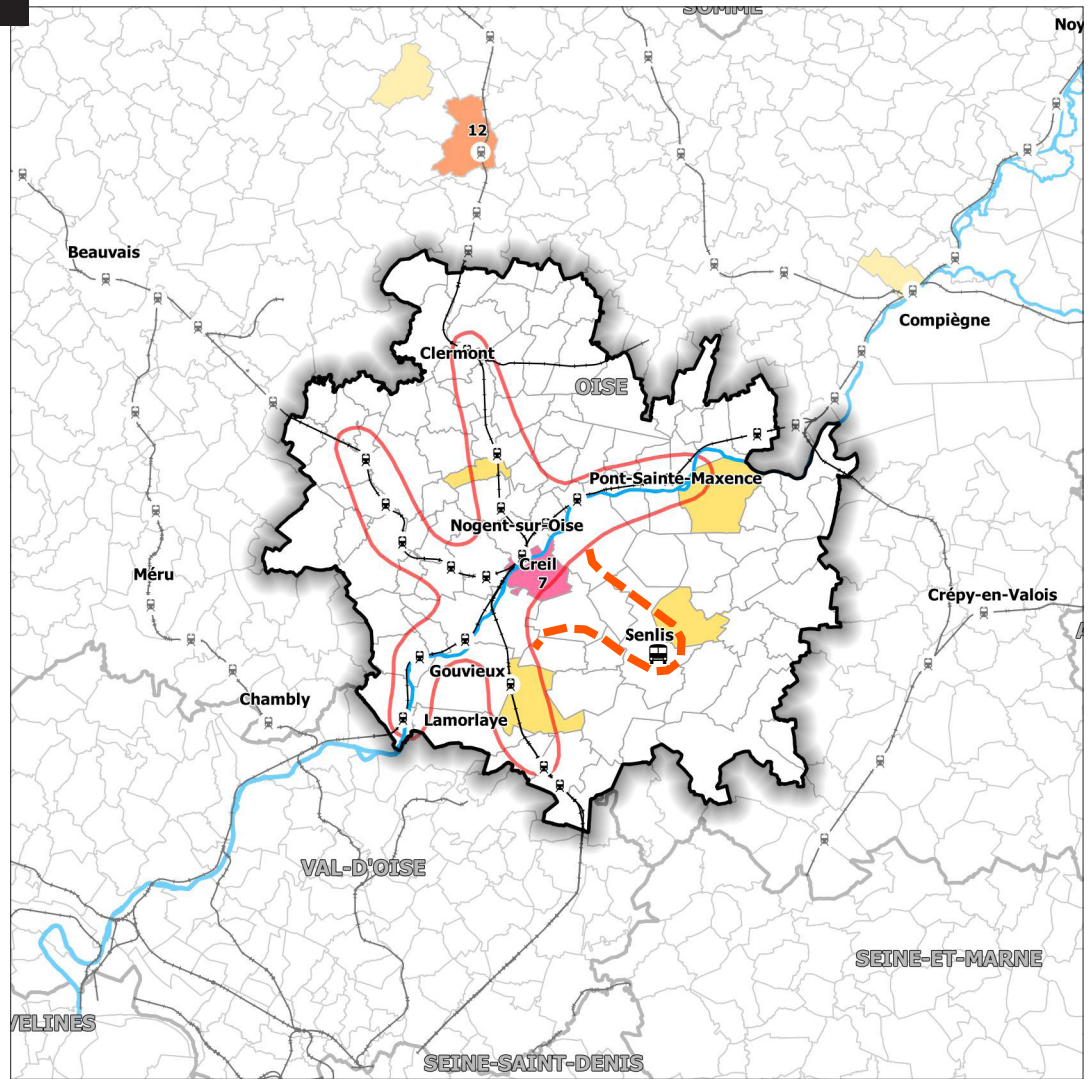 SOMME
Noy
12
Beauvais
Compiègne
Clermont
OISE
Pont-Sainte-Maxence
Nogent-sur-Oise
Creil
7
Méru
Crépy-en-Valois
Senlis
Gouvieux
Chambly
Lamorlaye
VAL-D'OISE
SEINE-ET-MARNE
VELINES
SEINE-SAINT-DENIS